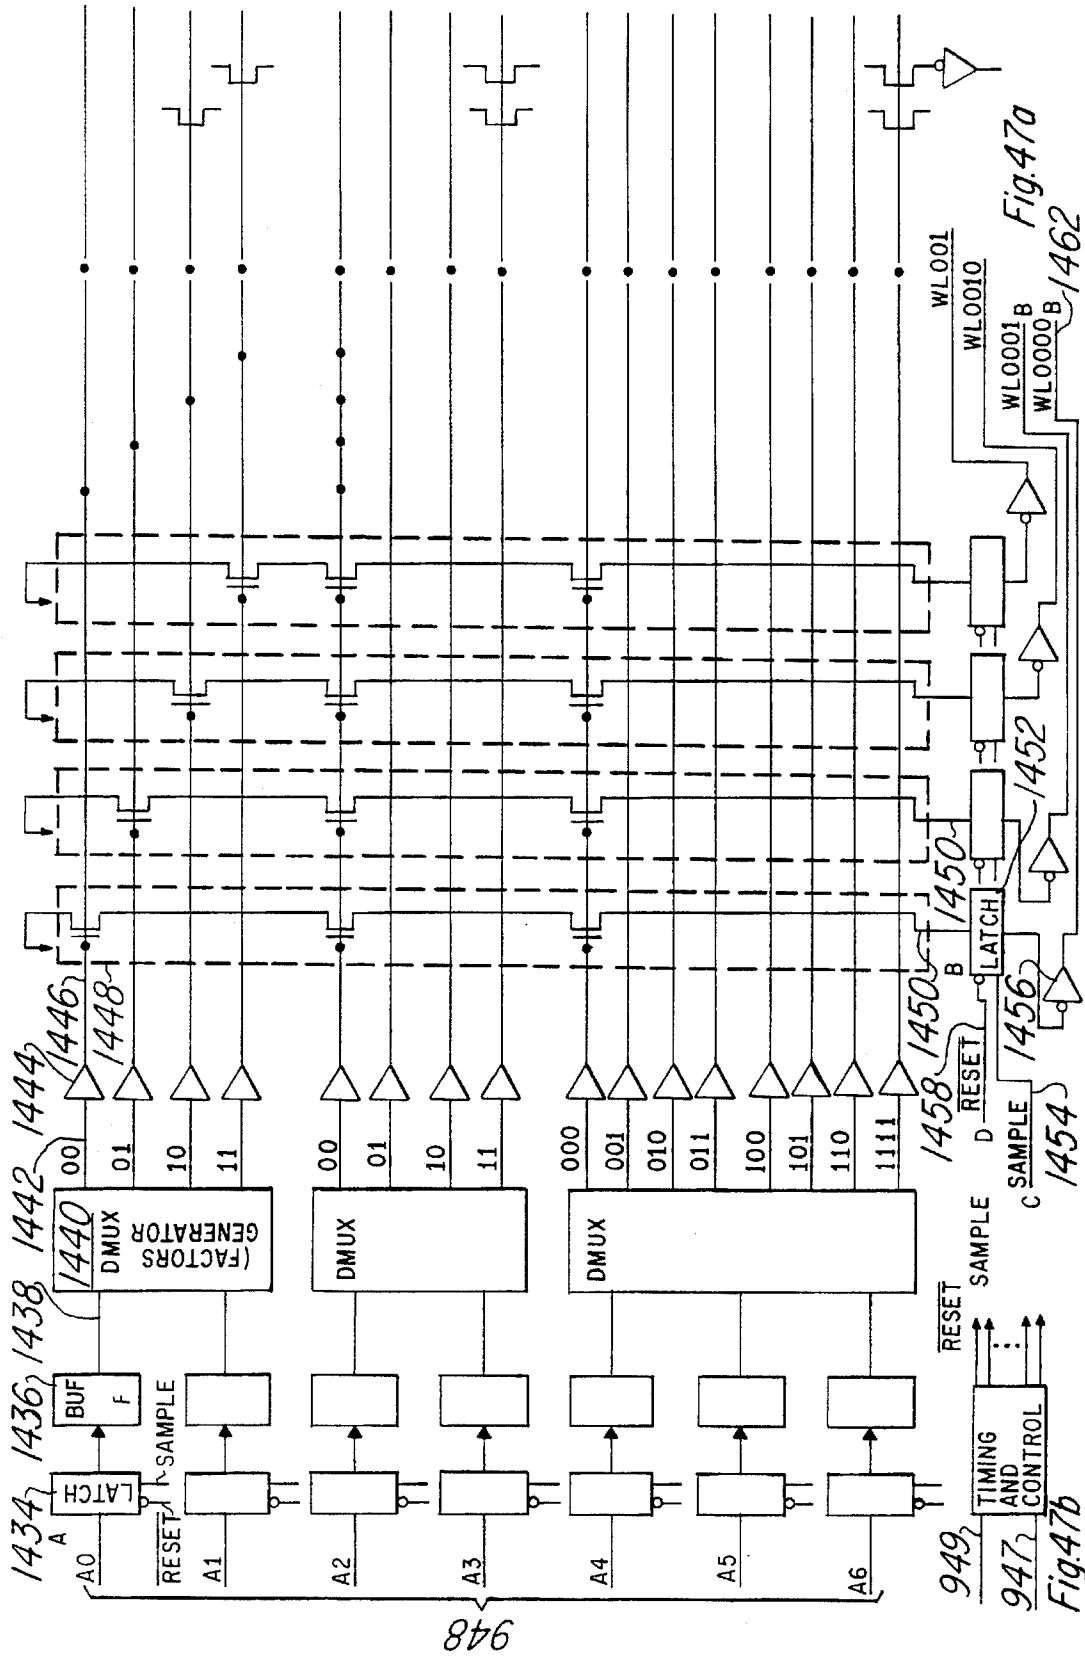 1434
1436
1438
1442
1444
1446
1448
A
A0
LATCH
RESET
SAMPLE
BUF
F
1440
DMUX
(FACTORS
GENERATOR
00
01
10
11
A1
A2
A3
DMUX
00
01
10
11
A4
A5
A6
DMUX
000
001
010
011
100
101
110
1111
948
949
947
TIMING
AND
CONTROL
RESET
SAMPLE
Fig.47b
1458
RESET D
C SAMPLE
1454
1450
B
LATCH
1456
1450
1452
WL001
WL0010
WL0001 B
WL0000 B
1462
Fig.47a